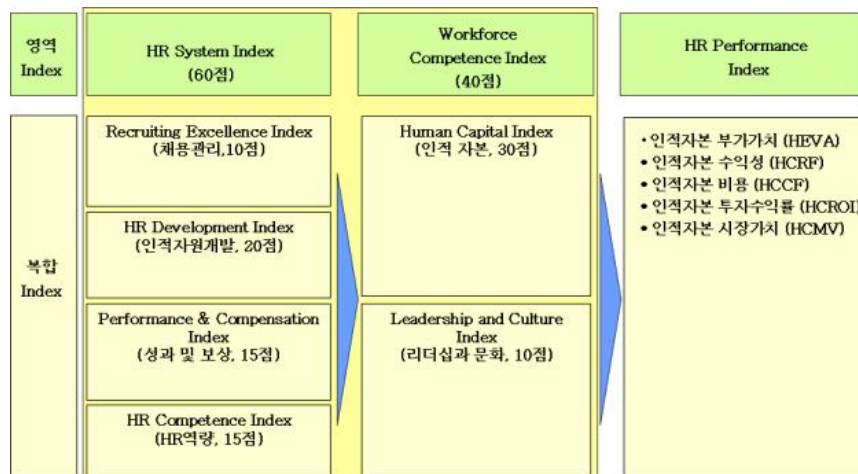 영역
Index
HR System Index
(60점)
Workforce
Competence Index
(40점)
HR Performance
Index
복합
Index
Recruiting Excellence Index
(채용관리,10점)
HR Development Index
(인적자원개발, 20점)
Performance & Compensation
Index
(성과 및 보상, 15점)
HR Competence Index
(HR역량, 15점)
Human Capital Index
(인적 자본, 30점)
Leadership and Culture
Index
(리더십과 문화, 10점)
• 인적자본 부가가치 (HEVA)
• 인적자본 수익성 (HCRF)
• 인적자본 비용 (HCCF)
• 인적자본 투자수익률 (HCROI)
• 인적자본 시장가치 (HCMV)